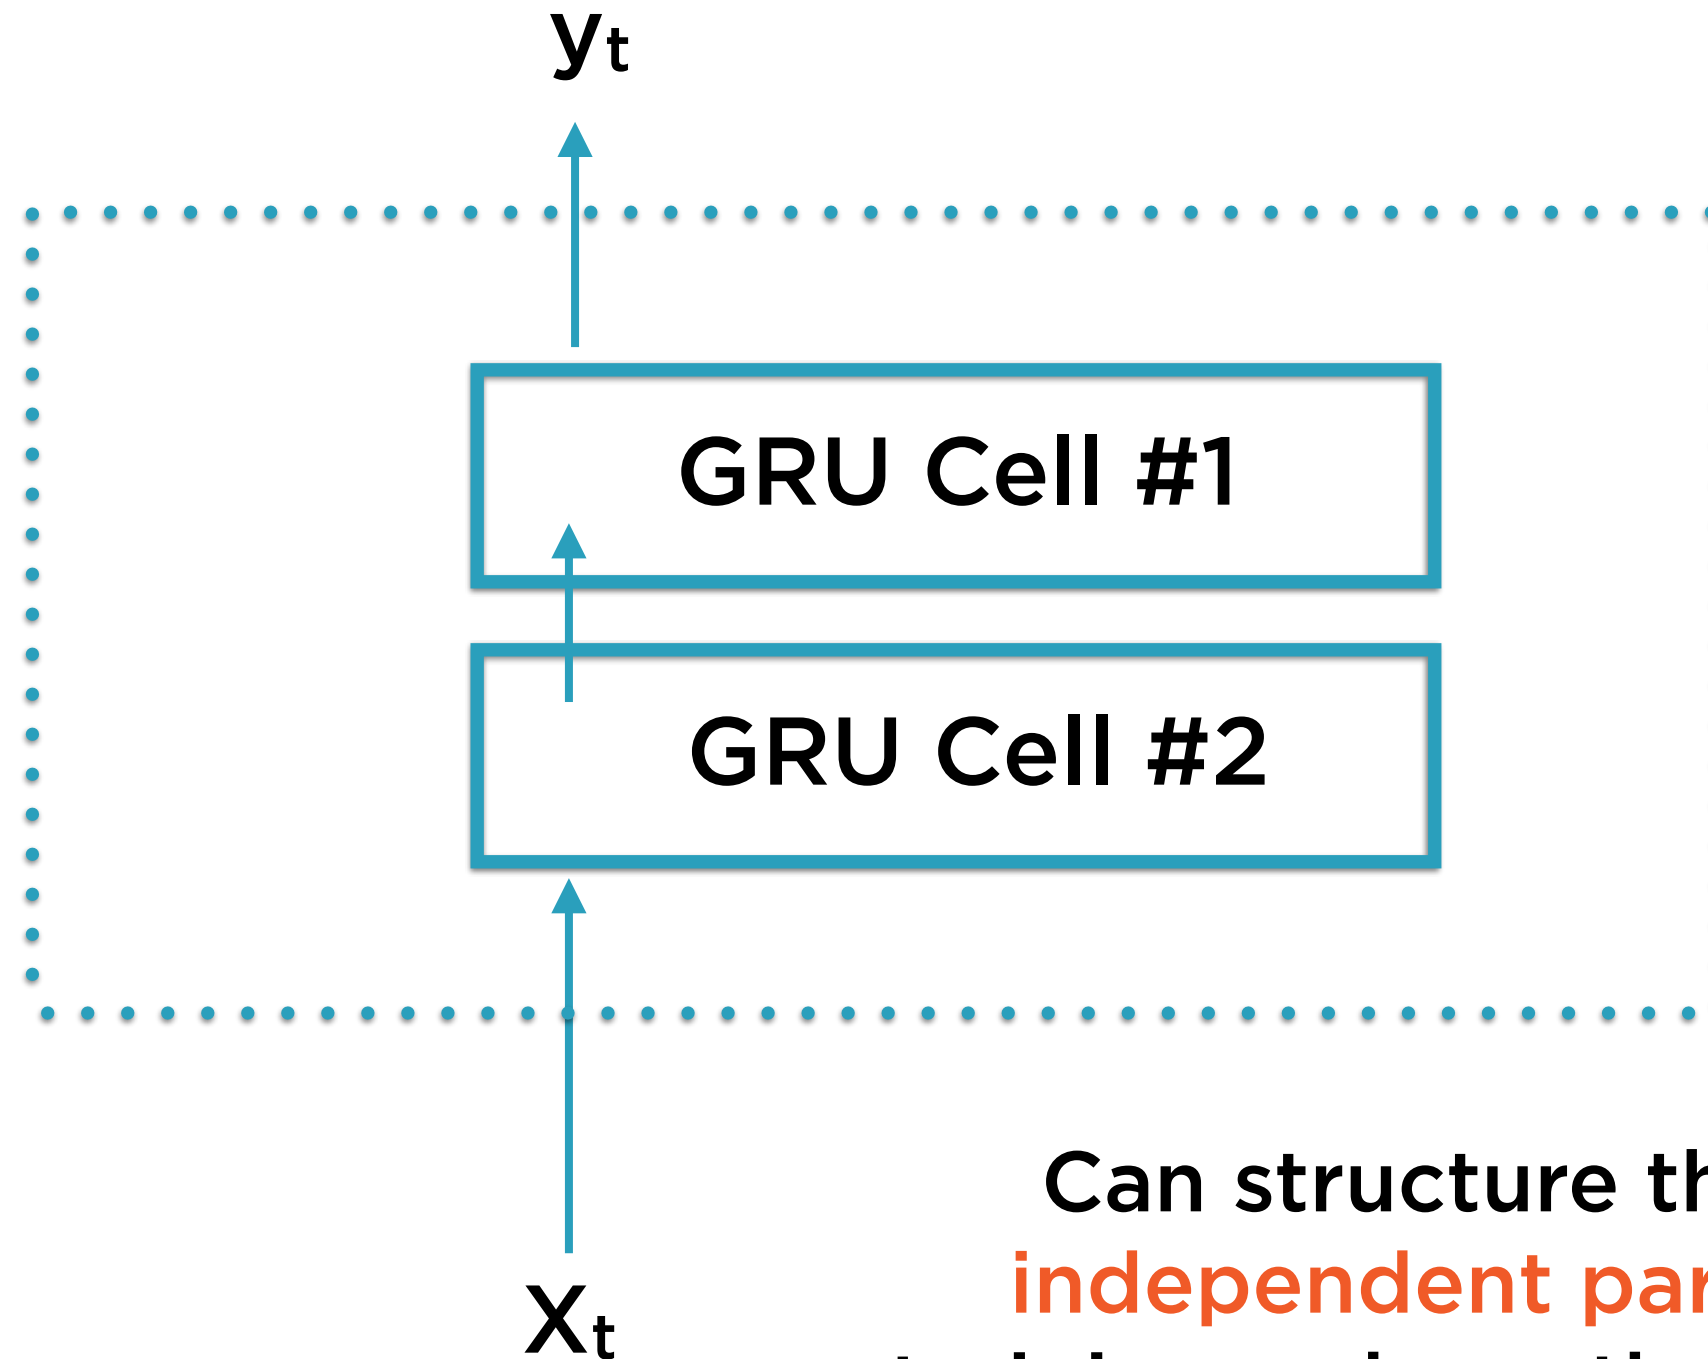 yt
GRU Cell #1
GRU Cell #2
Xt
Can structure
independent